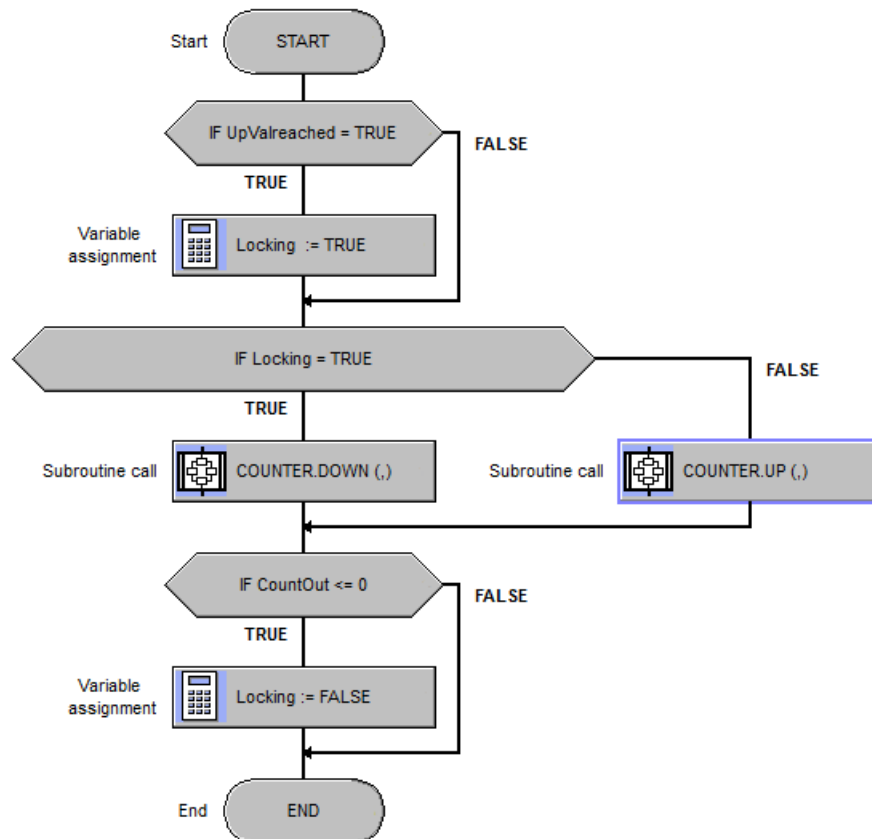 Start
START
IF UpValreached = TRUE
FALSE
TRUE
Variable
assignment
Locking := TRUE
IF Locking = TRUE
FALSE
TRUE
Subroutine call
COUNTER.DOWN (,)
Subroutine call
COUNTER.UP (,)
IF CountOut <= 0
FALSE
TRUE
Variable
assignment
Locking := FALSE
End
END